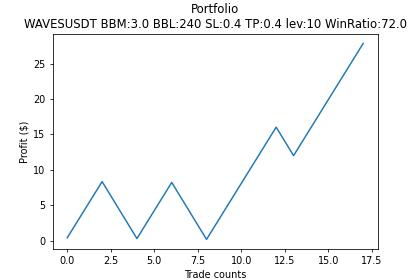 Portfolio
WAVESUSDT BBM:3.0 BBL:240 SL:0.4 TP:0.4 lev:10 WinRatio:72.0
Profit ($)
25
20
15
10
5
0
0.0 2.5 5.0 7.5 10.0 12.5 15.0 17.5
Trade counts